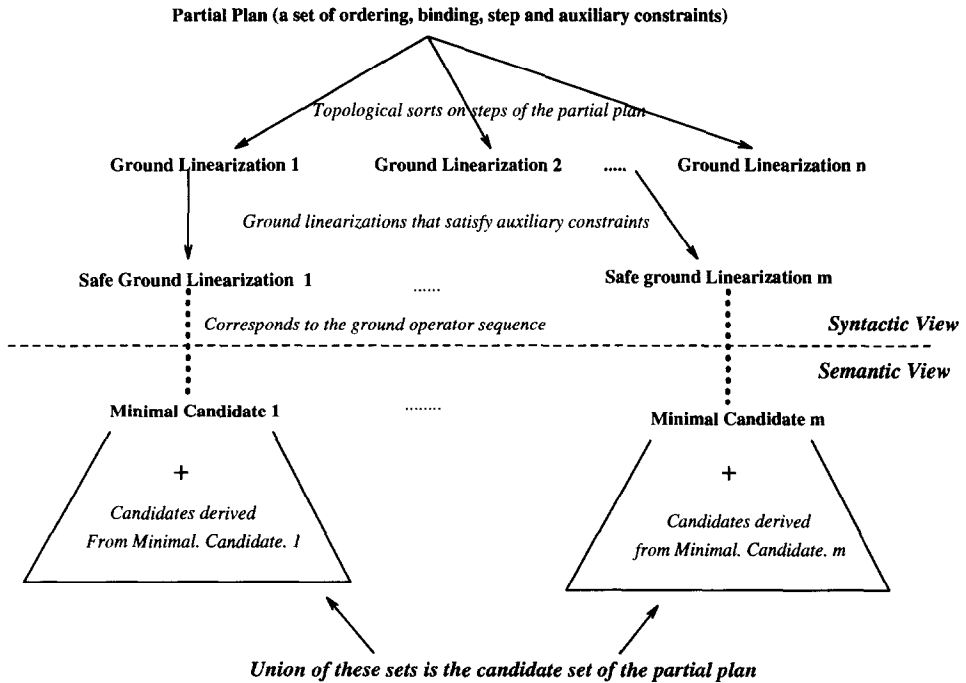 Partial Plan (a set of ordering, binding, step and auxiliary constraints)
Topological sorts on steps of the partial plan
Ground Linearization 1 Ground Linearization 2 ..... Ground Linearization n
Ground linearizations that satisfy auxiliary constraints
Safe Ground Linearization 1 ...... Safe ground Linearization m
Corresponds to the ground operator sequence
Syntactic View
Semantic View
Minimal Candidate 1 ........ Minimal Candidate m
+ +
Candidates derived
From Minimal. Candidate. 1
Candidates derived
from Minimal. Candidate. m
Union of these sets is the candidate set of the partial plan